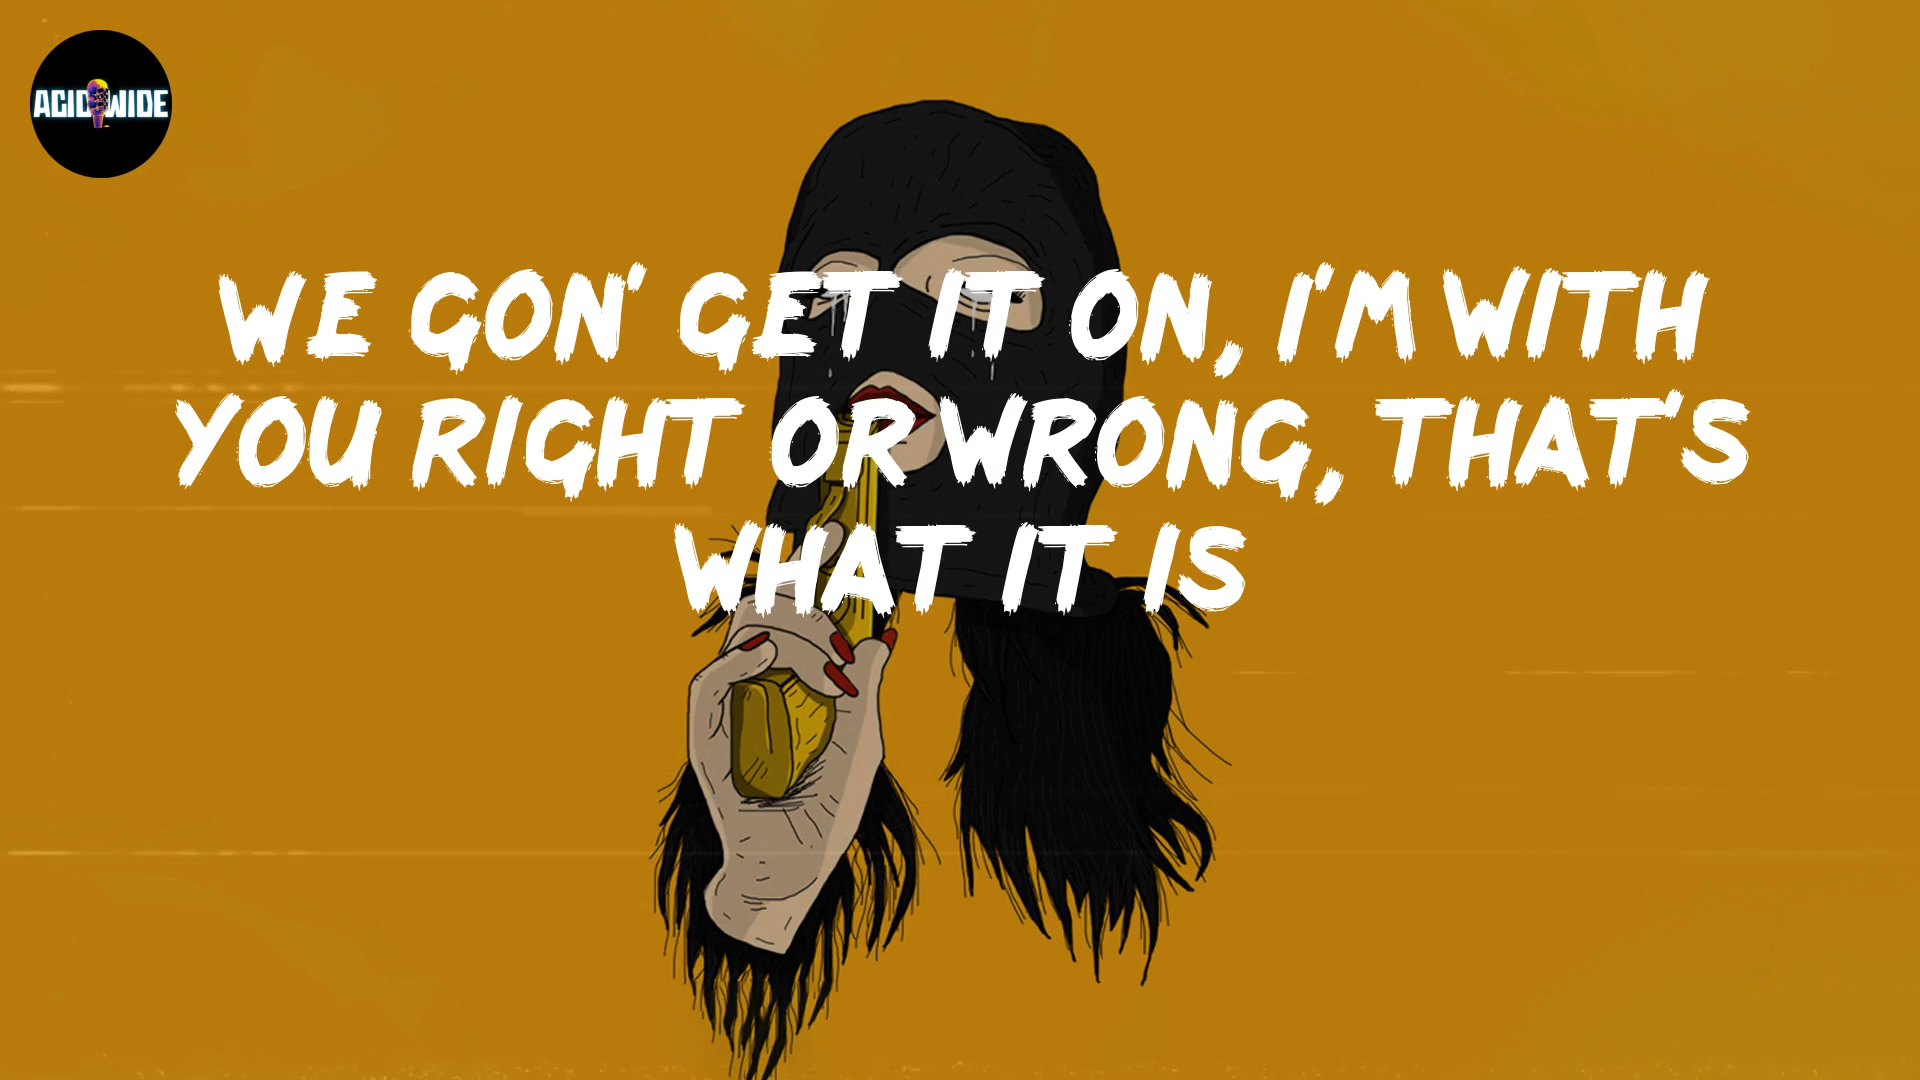 ACID WIDE
WE GON' GET IT ON, I'M WITH
YOU RIGHT OR WRONG, THAT'S
WHAT IT IS